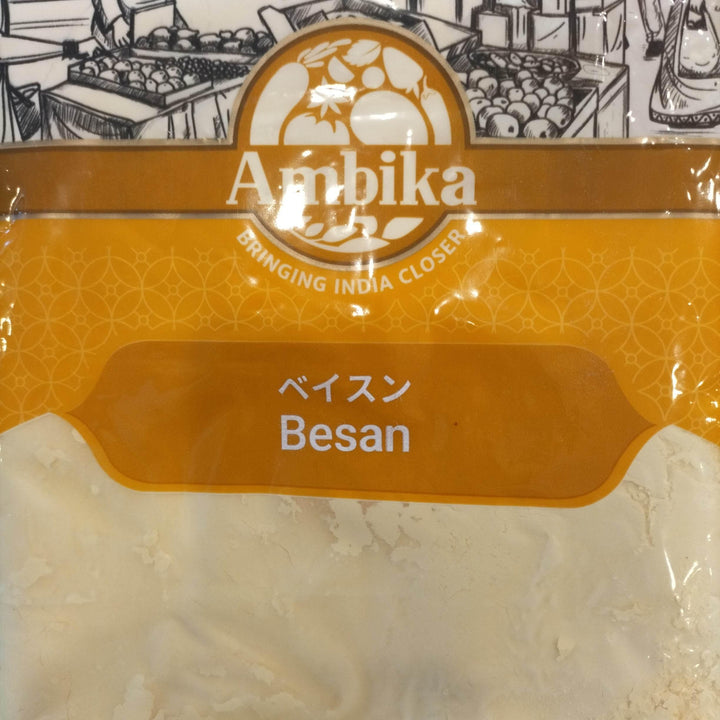 Ambika
BRINGING INDIA CLOSER
ベイスン
Besan